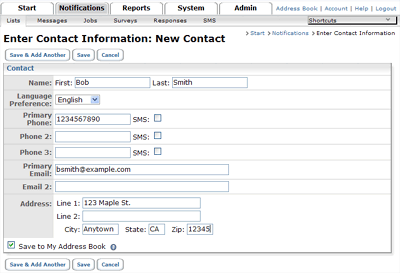 Start Notifications Reports System Admin Address Book | Account | Help | Logout
Lists Messages Jobs Surveys Responses SMS Shortcuts
Enter Contact Information: New Contact > Start > Notifications > Enter Contact Information
Save & Add Another Save Cancel
Contact
Name: First: Bob Last: Smith
Language
Preference: English
Primary
Phone: 1234567890 SMS:
Phone 2: SMS:
Phone 3: SMS:
Primary
Email: bsmith@example.com
Email 2:
Address: Line 1: 123 Maple St.
Line 2:
City: Anytown State: CA Zip: 12345
Save to My Address Book ?
Save & Add Another Save Cancel